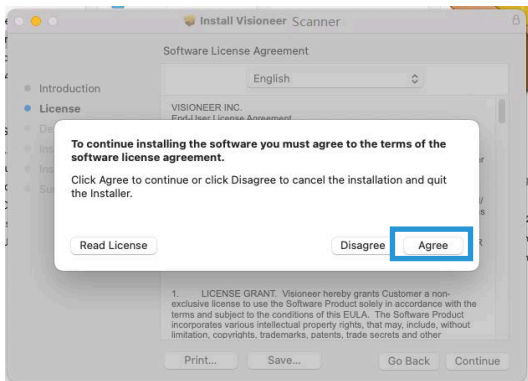 Install Visioneer Scanner
Software License Agreement
English
Introduction
License
VISIONEER INC.
End-User License Agreement
To continue installing the software you must agree to the terms of the
software license agreement.
Click Agree to continue or click Disagree to cancel the installation and quit
the Installer.
Read License
Disagree
Agree
1. LICENSE GRANT. Visioneer hereby grants Customer a non-
exclusive license to use the Software Product solely in accordance with the
terms and subject to the conditions of this EULA. The Software Product
incorporates various intellectual property rights, that may, include, without
limitation, copyrights, trademarks, patents, trade secrets and other
Print...
Save...
Go Back
Continue